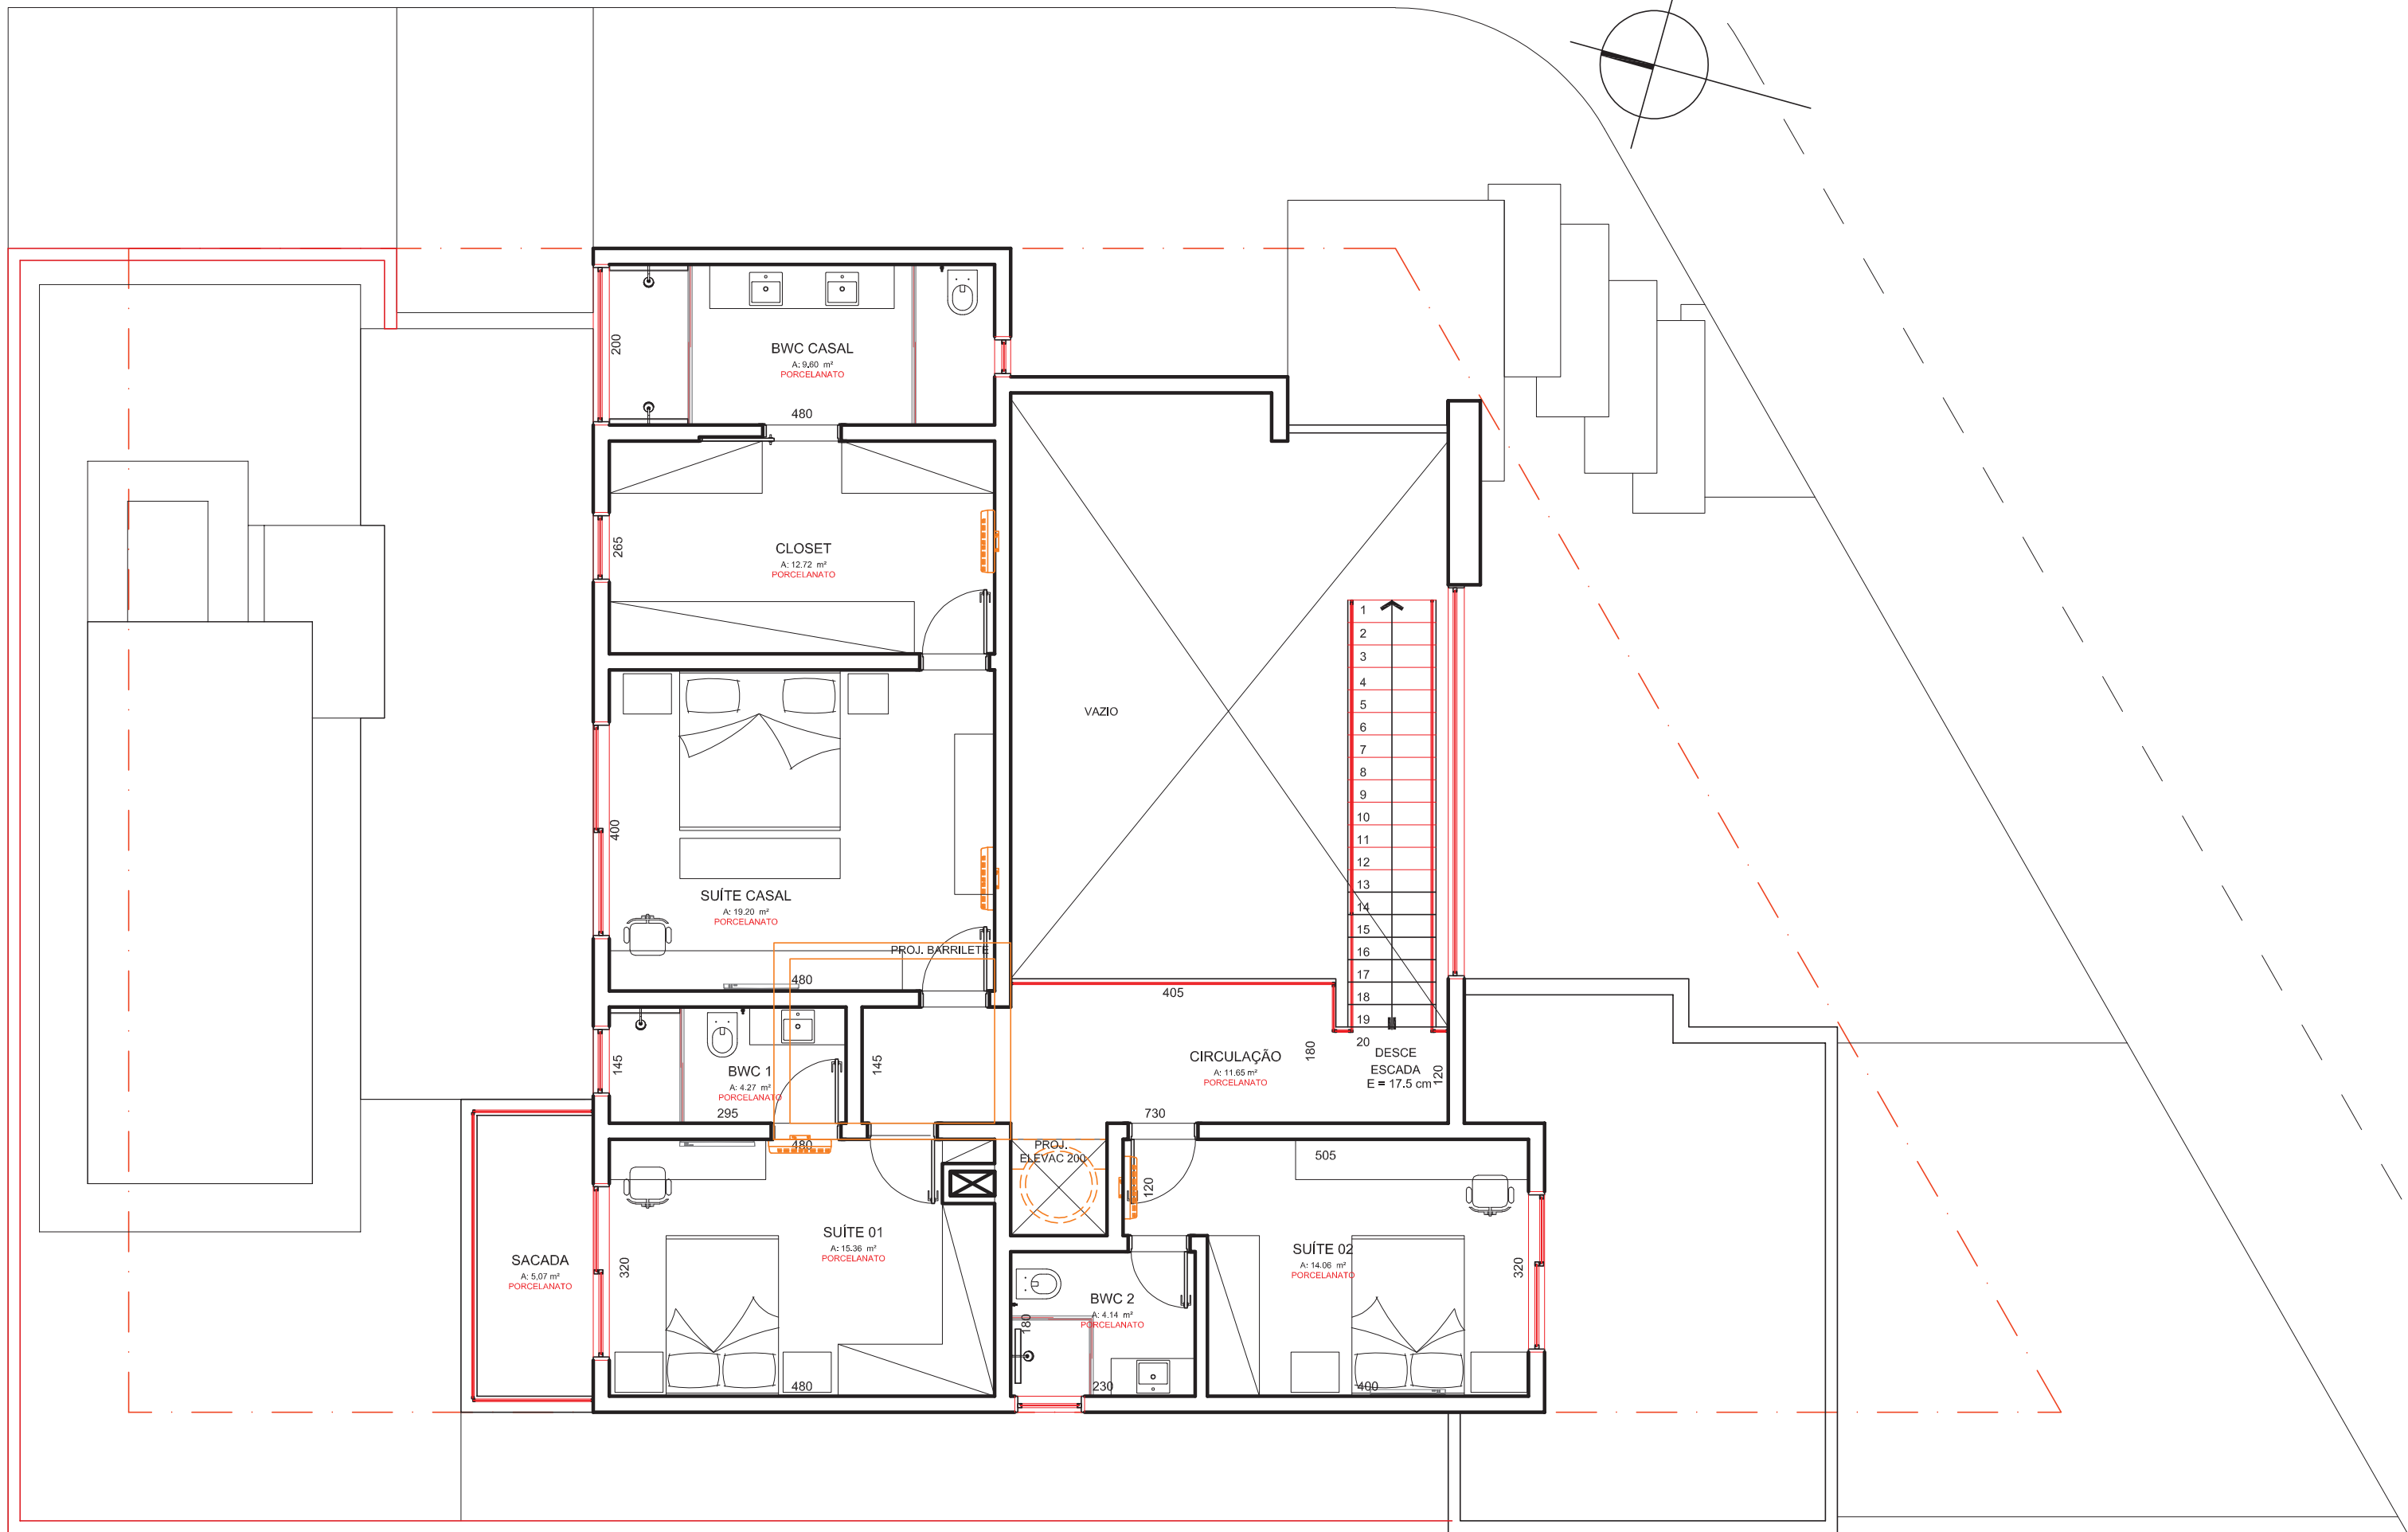 200
BWC CASAL
A: 9,60 m²
PORCELANATO
480
265
CLOSET
A: 12.72 m²
PORCELANATO
400
SUÍTE CASAL
A: 19.20 m²
PORCELANATO
PROJ. BARRILETE
480
VAZIO
1
2
3
4
5
6
7
8
9
10
11
12
13
14
15
16
17
18
19
20
405
145
BWC 1
A: 4.27 m²
PORCELANATO
295
145
CIRCULAÇÃO
A: 11.65 m²
PORCELANATO
180
DESCE
ESCADA
E = 17.5 cm
120
730
480
PROJ.
ELEVAC 200
120
505
SACADA
A: 5,07 m²
PORCELANATO
320
SUÍTE 01
A: 15.36 m²
PORCELANATO
480
BWC 2
A: 4.14 m²
PORCELANATO
180
230
SUÍTE 02
A: 14.06 m²
PORCELANATO
320
400